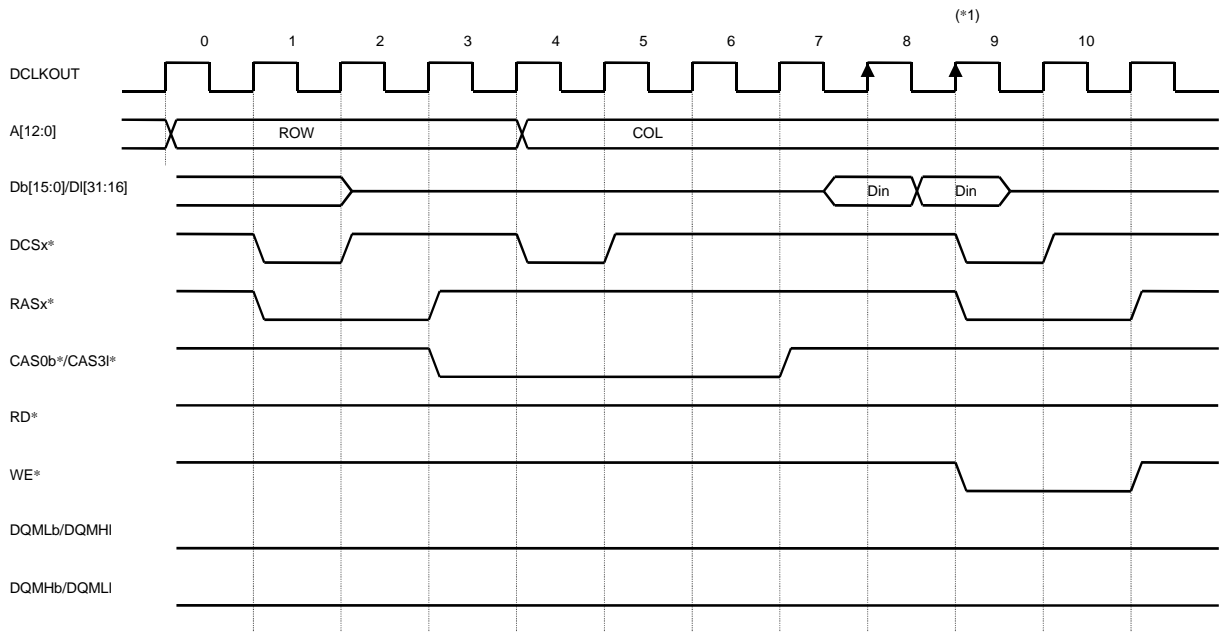 (*1)
0 1 2 3 4 5 6 7 8 9 10
DCLKOUT
A[12:0] ROW COL
Db[15:0]/Dl[31:16] Din Din
DCSx*
RASx*
CAS0b*/CAS3l*
RD*
WE*
DQMLb/DQMHl
DQMHb/DQMLl